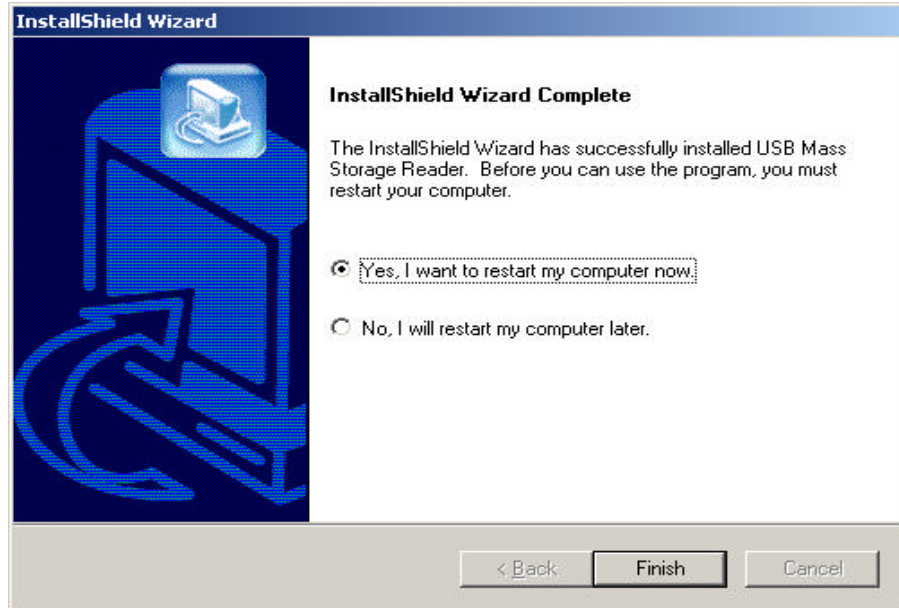 InstallShield Wizard
InstallShield Wizard Complete
The InstallShield Wizard has successfully installed USB Mass
Storage Reader.  Before you can use the program, you must
restart your computer.
Yes, I want to restart my computer now.
No, I will restart my computer later.
< Back
Finish
Cancel